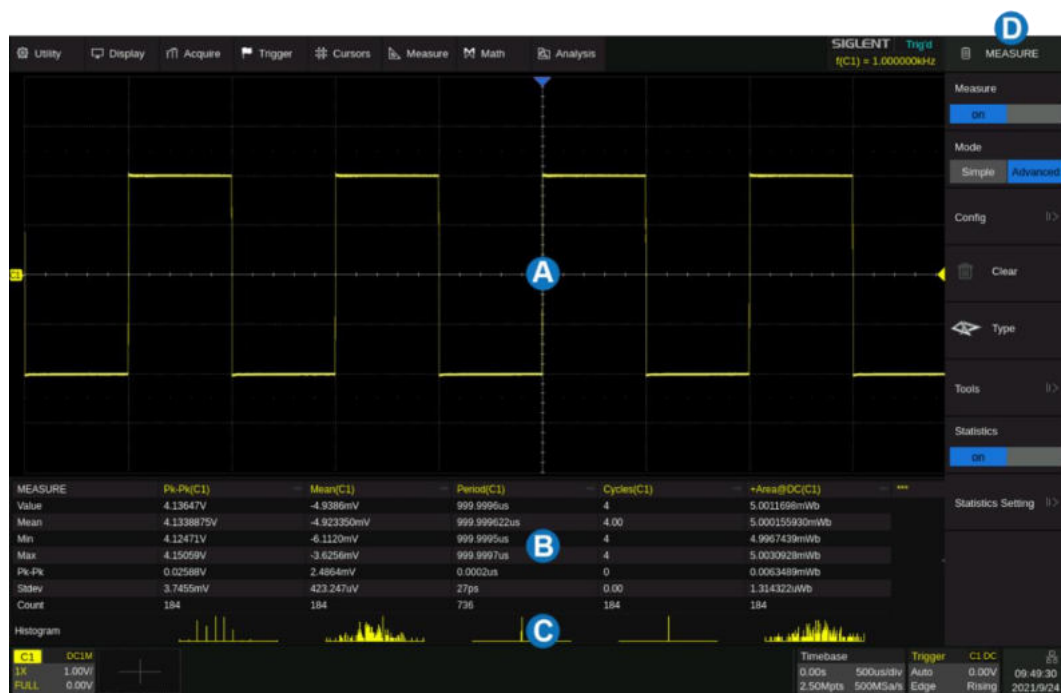 D
Utility Display Acquire Trigger Cursors Measure Math Analysis
SIGLENT Trig'd
f(C1) = 1.000000kHz
MEASURE
Measure
on
Mode
Simple Advanced
Config
Clear
Type
Tools
Statistics
on
Statistics Setting
C1
A
MEASURE Pk-Pk(C1) Mean(C1) Period(C1) Cycles(C1) +Area@DC(C1) ***
Value 4.13647V -4.9386mV 999.9996us 4 5.0011698mWb
Mean 4.1338875V -4.923350mV 999.999622us 4.00 5.000155930mWb
Min 4.12471V -6.1120mV 999.9995us 4 4.9967439mWb
Max 4.15059V -3.6256mV 999.9997us 4 5.0030928mWb
B
Pk-Pk 0.02588V 2.4864mV 0.0002us 0 0.0063489mWb
Stdev 3.7455mV 423.247uV 27ps 0.00 1.314322uWb
Count 184 184 736 184 184
Histogram
C
C1 DC1M
1X 1.00V/
FULL 0.00V
Timebase
0.00s 500us/div
2.50Mpts 500MSa/s
Trigger C1 DC
Auto 0.00V
Edge Rising
09:49:30
2021/9/24